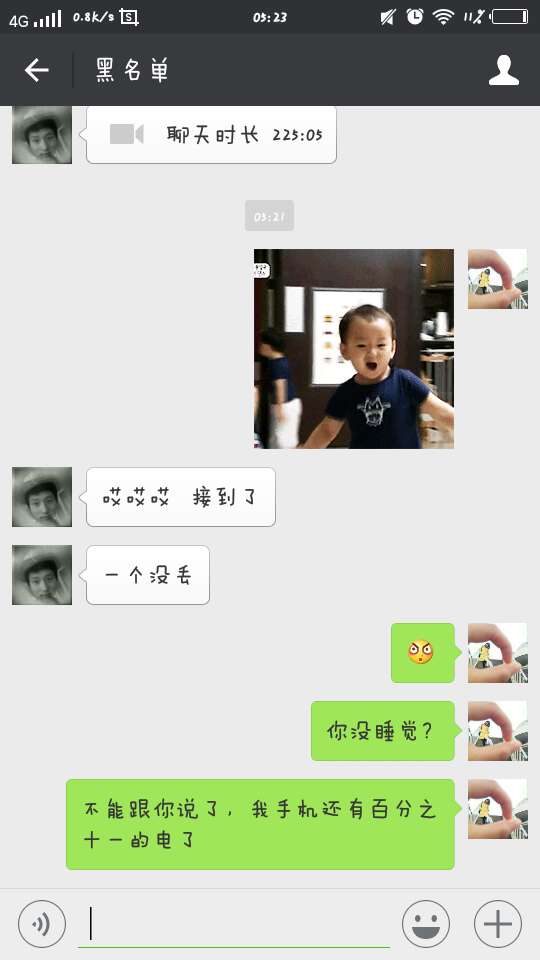 4G 0.8k/s 03:23 11%
黑名单
聊天时长 225:05
03:21
哎哎哎 接到了
一个没丢
你没睡觉?
不能跟你说了,我手机还有百分之
十一的电了